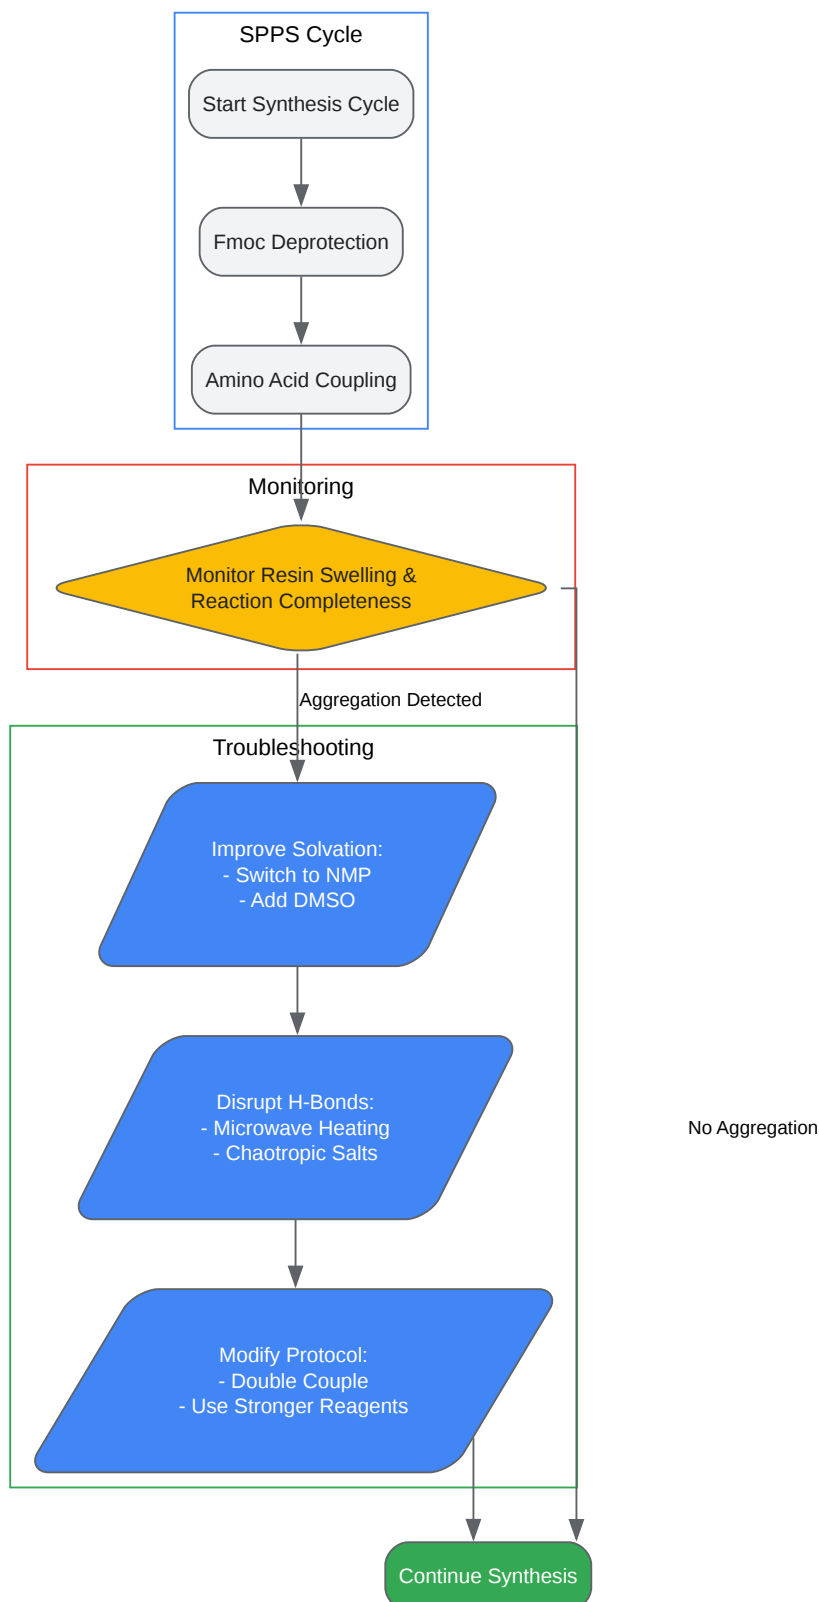 SPPS Cycle
Start Synthesis Cycle
Fmoc Deprotection
Amino Acid Coupling
Monitoring
Monitor Resin Swelling &
Reaction Completeness
Aggregation Detected
Troubleshooting
Improve Solvation:
- Switch to NMP
- Add DMSO
Disrupt H-Bonds:
- Microwave Heating
- Chaotropic Salts
No Aggregation
Modify Protocol:
- Double Couple
- Use Stronger Reagents
Continue Synthesis